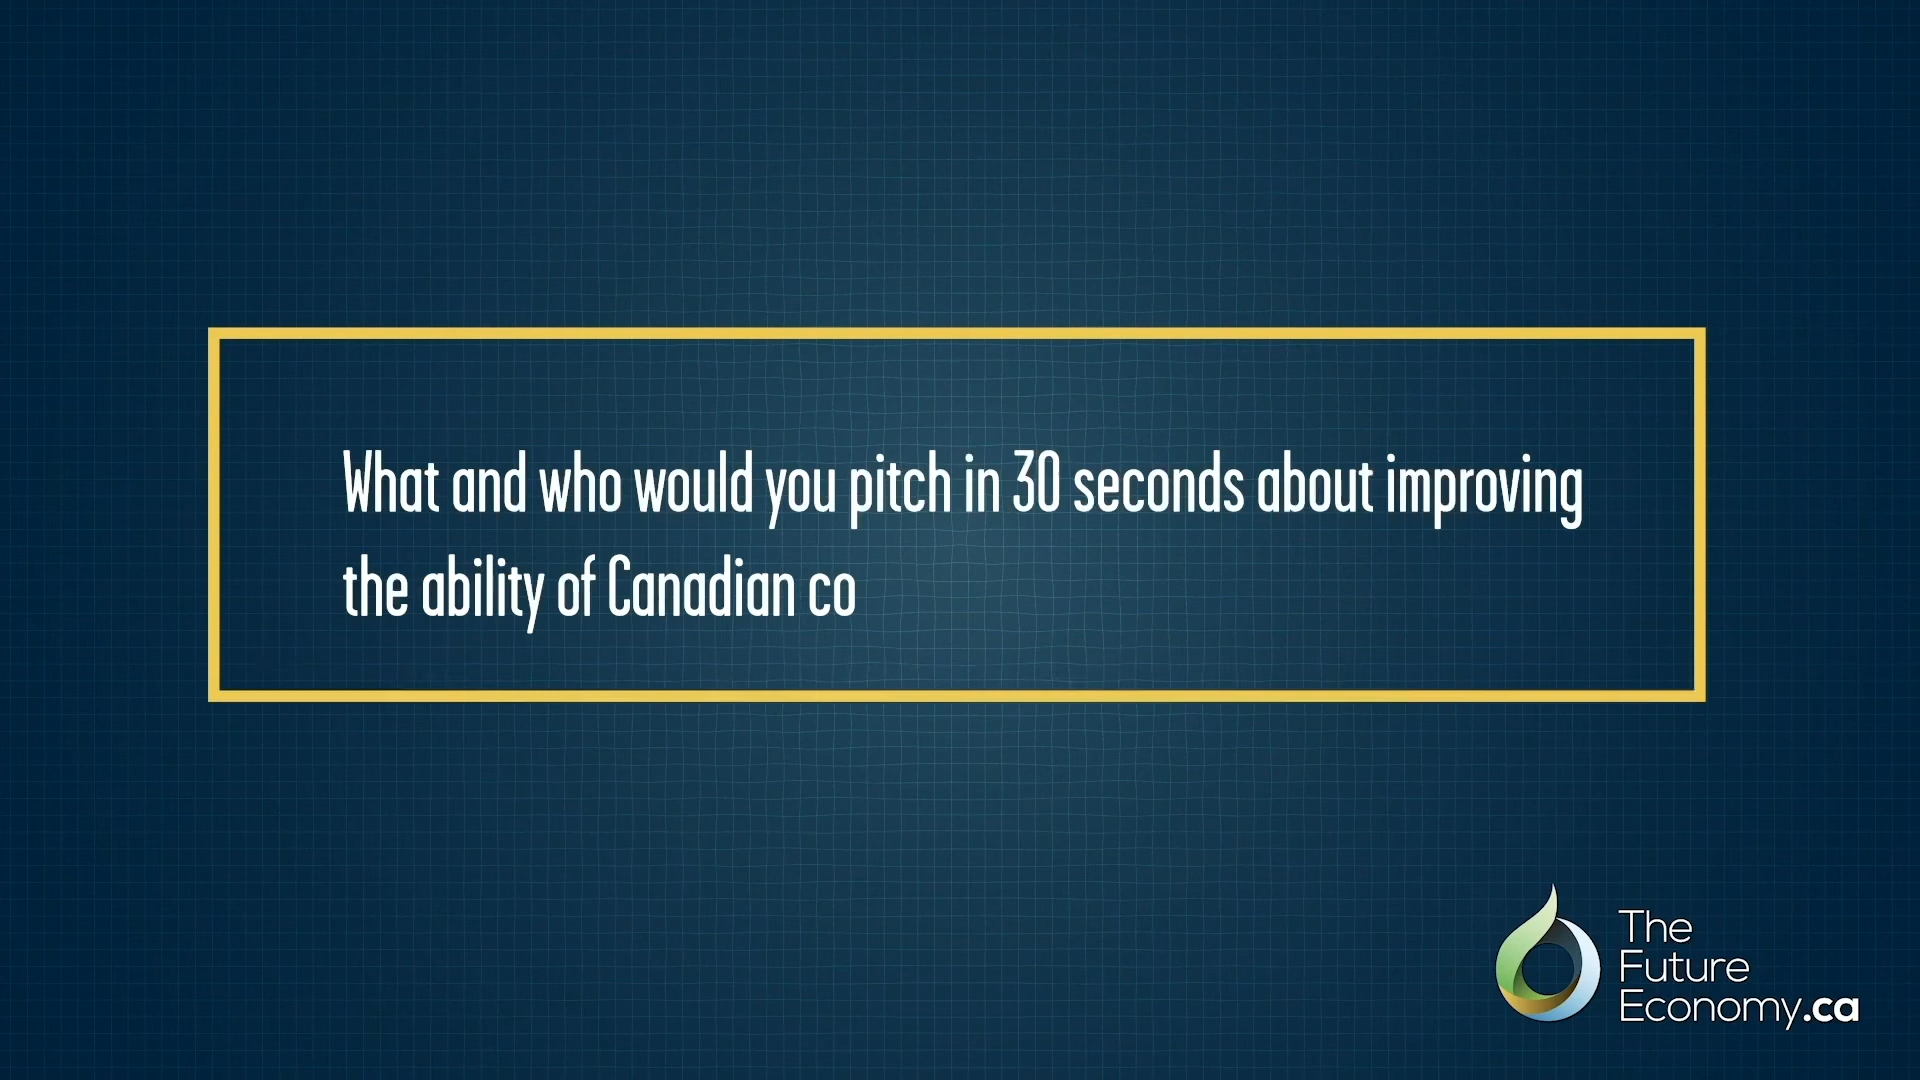 What and who would you pitch in 30 seconds about improving
the ability of Canadian co
The
Future
Economy.ca